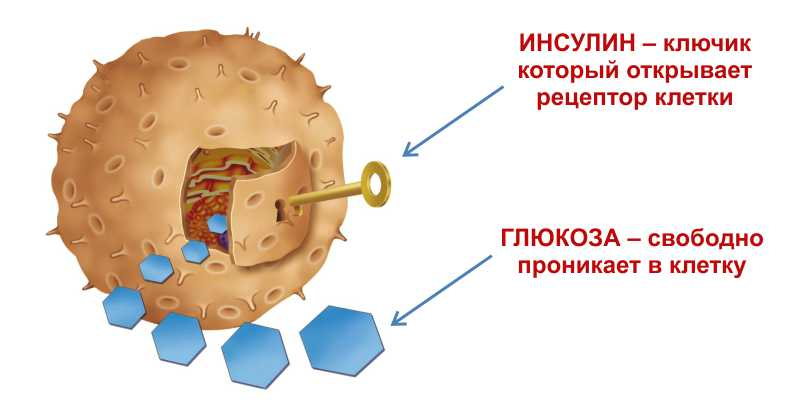 ИНСУЛИН – ключик
который открывает
рецептор клетки
ГЛЮКОЗА – свободно
проникает в клетку